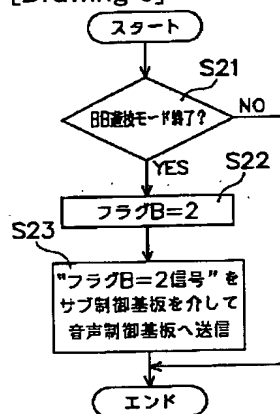 [Drawing 6]
スタート
S21
BB遊技モード終了?
NO
YES
S22
フラグB=2
S23
"フラグB=2信号"を
サブ制御基板を介して
音声制御基板へ送信
エンド